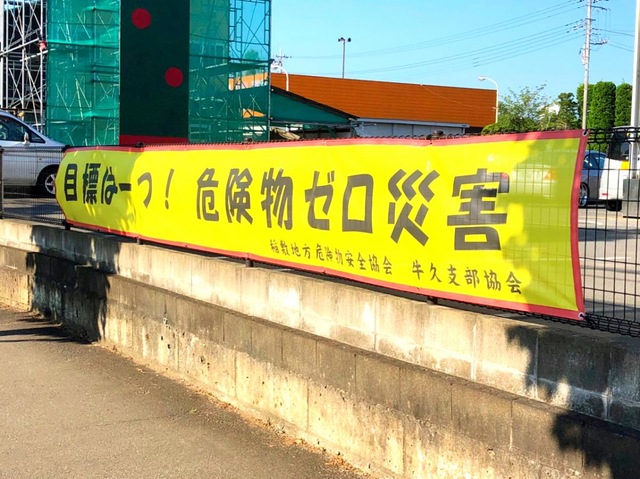 目標は一つ！ 危険物ゼロ災害
稲敷地方危険物安全協会 牛久支部協会